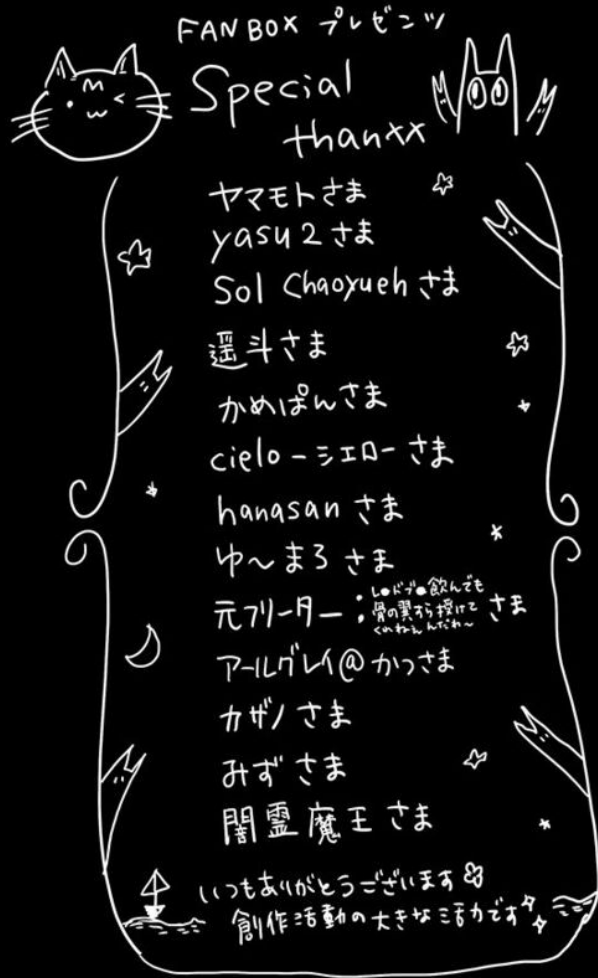 FANBOX プレゼンツ
Special
thanxx
ヤマモトさま
yasu2さま
Sol Chaoyuehさま
遥斗さま
かめぱんさま
cielo-シエロ-さま
hanasanさま
ゆ〜まろさま
元フリーター;L●ドブ●飲んでも骨の翼すら授けてくれねぇんだわ〜さま
アールグレイ@かつさま
カザノさま
みずさま
闇霊魔王さま
いつもありがとうございます
創作活動の大きな活力です